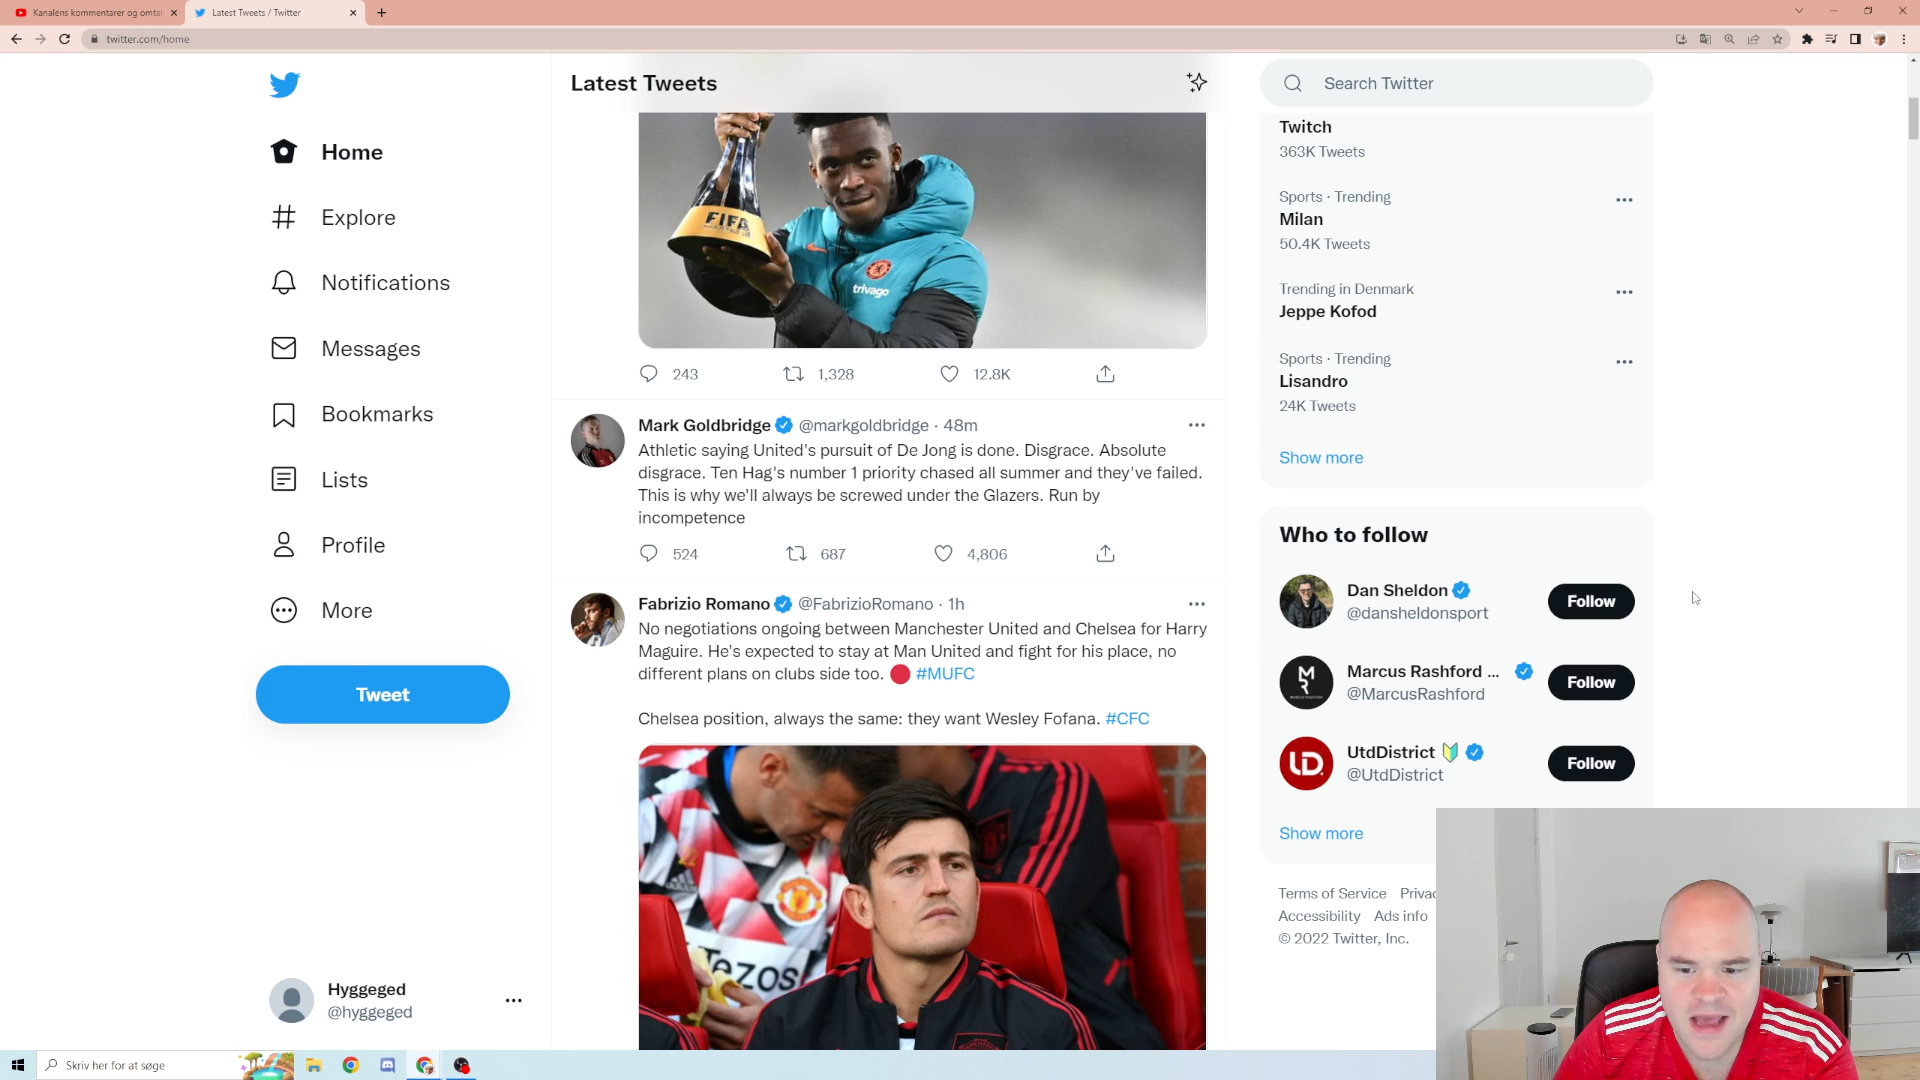 Kanalens kommentarer og omtal
Latest Tweets / Twitter
twitter.com/home
Home
Explore
Notifications
Messages
Bookmarks
Lists
Profile
More
Tweet
Hyggeged
@hyggeged
Latest Tweets
FIFA
trivago
243
1,328
12.8K
Mark Goldbridge @markgoldbridge · 48m
Athletic saying United's pursuit of De Jong is done. Disgrace. Absolute
disgrace. Ten Hag's number 1 priority chased all summer and they've failed.
This is why we'll always be screwed under the Glazers. Run by
incompetence
524
687
4,806
Fabrizio Romano @FabrizioRomano · 1h
No negotiations ongoing between Manchester United and Chelsea for Harry
Maguire. He's expected to stay at Man United and fight for his place, no
different plans on clubs side too. 🔴 #MUFC
Chelsea position, always the same: they want Wesley Fofana. #CFC
Tezos
Search Twitter
Twitch
363K Tweets
Sports · Trending
Milan
50.4K Tweets
Trending in Denmark
Jeppe Kofod
Sports · Trending
Lisandro
24K Tweets
Show more
Who to follow
Dan Sheldon
@dansheldonsport
Follow
Marcus Rashford ...
@MarcusRashford
Follow
UtdDistrict 🔰
@UtdDistrict
Follow
Show more
Terms of Service Privac
Accessibility Ads info
© 2022 Twitter, Inc.
Skriv her for at søge